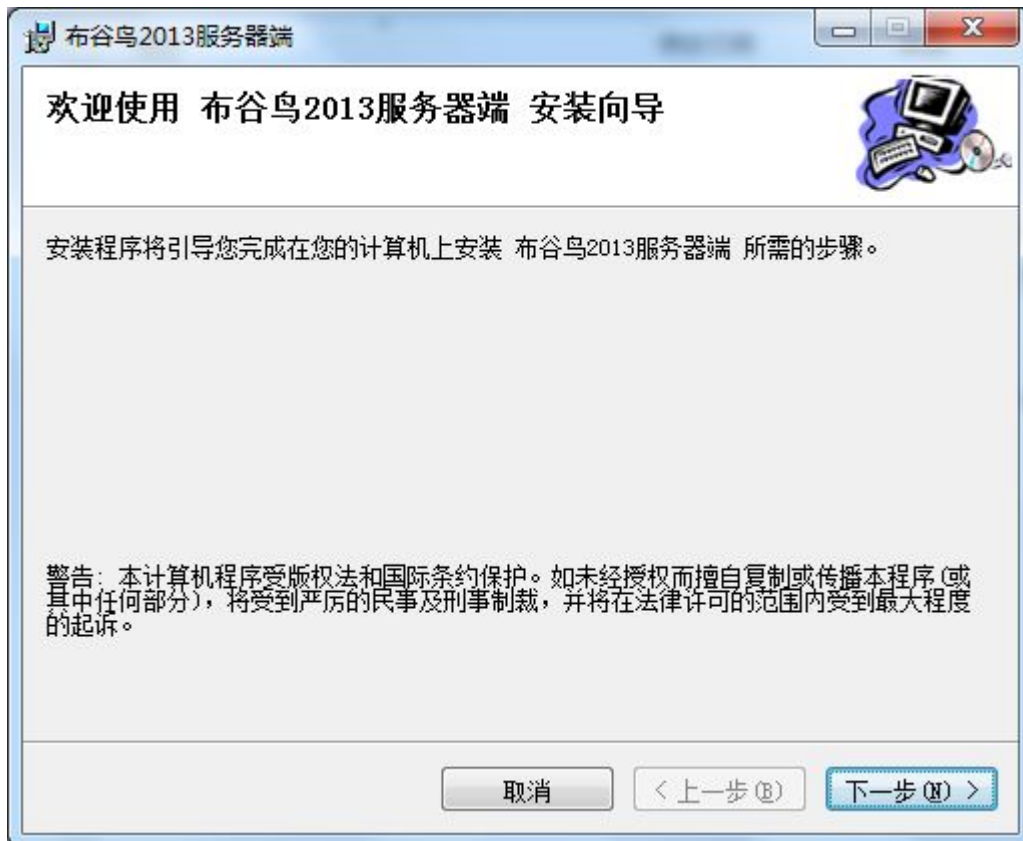 布谷鸟2013服务器端
欢迎使用 布谷鸟2013服务器端 安装向导
安装程序将引导您完成在您的计算机上安装 布谷鸟2013服务器端 所需的步骤。
警告: 本计算机程序受版权法和国际条约保护。如未经授权而擅自复制或传播本程序(或
其中任何部分)，将受到严厉的民事及刑事制裁，并将在法律许可的范围内受到最大程度
的起诉。
取消
< 上一步(B)
下一步(N) >